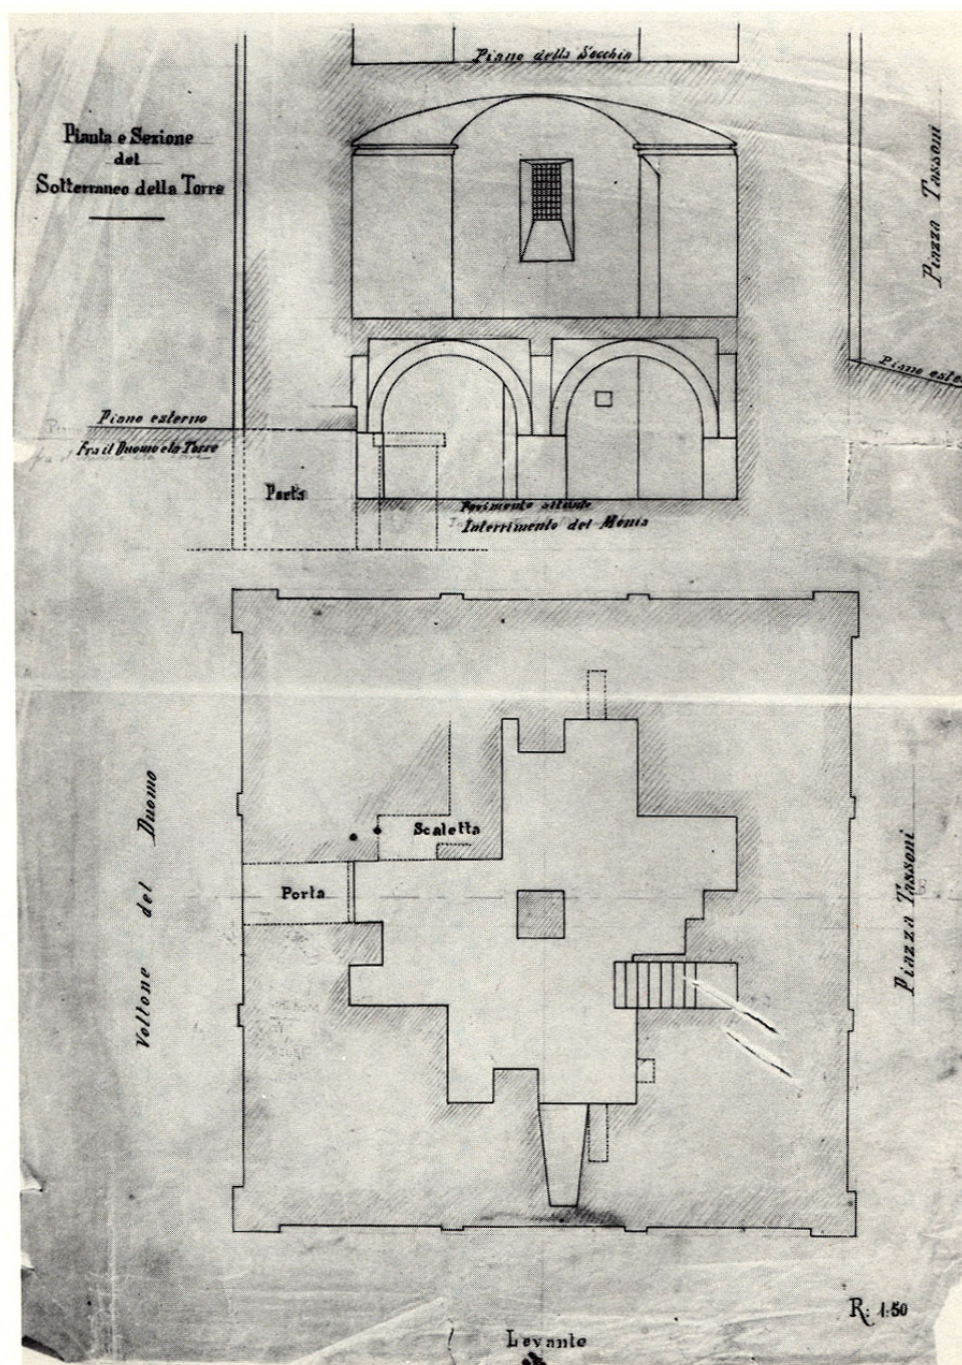 Piano della Secchia
Pianta e Sezione
del
Sotterraneo della Torre
Piazza Tassoni
Piano este
Piano esterno
Fra il Duomo e la Torre
Porta
Pavimento attuale
Interrimento del Monia
Scaletta
Porta
Voltone del Duomo
Piazza Tassoni
R: 1:50
Levante